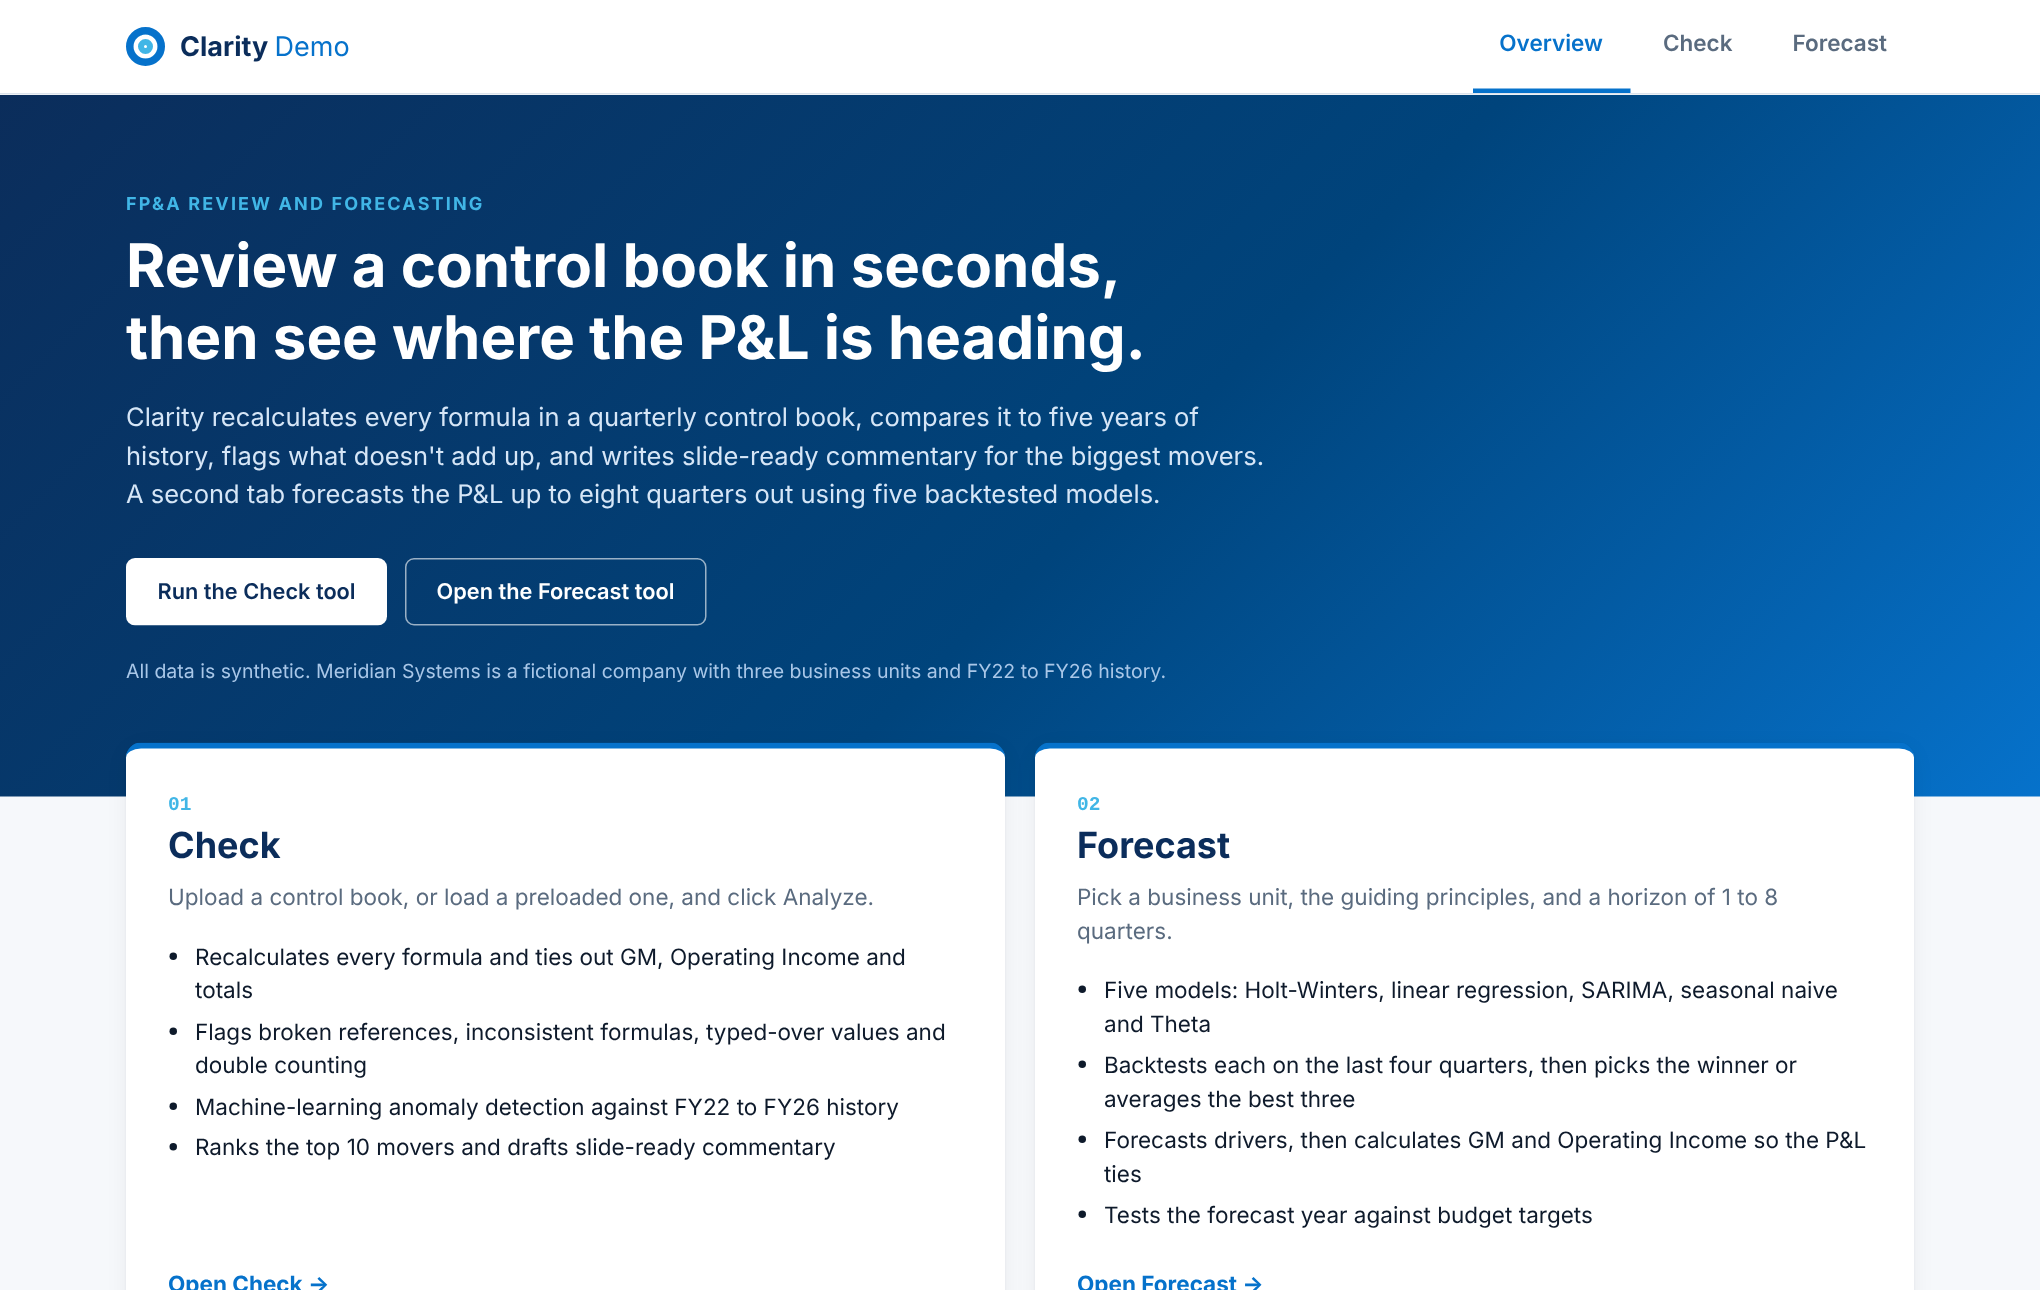 Clarity Demo
Overview
Check
Forecast
FP&A REVIEW AND FORECASTING
Review a control book in seconds,
then see where the P&L is heading.
Clarity recalculates every formula in a quarterly control book, compares it to five years of
history, flags what doesn't add up, and writes slide-ready commentary for the biggest movers.
A second tab forecasts the P&L up to eight quarters out using five backtested models.
Run the Check tool
Open the Forecast tool
All data is synthetic. Meridian Systems is a fictional company with three business units and FY22 to FY26 history.
01
Check
Upload a control book, or load a preloaded one, and click Analyze.
• Recalculates every formula and ties out GM, Operating Income and
totals
• Flags broken references, inconsistent formulas, typed-over values and
double counting
• Machine-learning anomaly detection against FY22 to FY26 history
• Ranks the top 10 movers and drafts slide-ready commentary
Open Check →
02
Forecast
Pick a business unit, the guiding principles, and a horizon of 1 to 8
quarters.
• Five models: Holt-Winters, linear regression, SARIMA, seasonal naive
and Theta
• Backtests each on the last four quarters, then picks the winner or
averages the best three
• Forecasts drivers, then calculates GM and Operating Income so the P&L
ties
• Tests the forecast year against budget targets
Open Forecast →